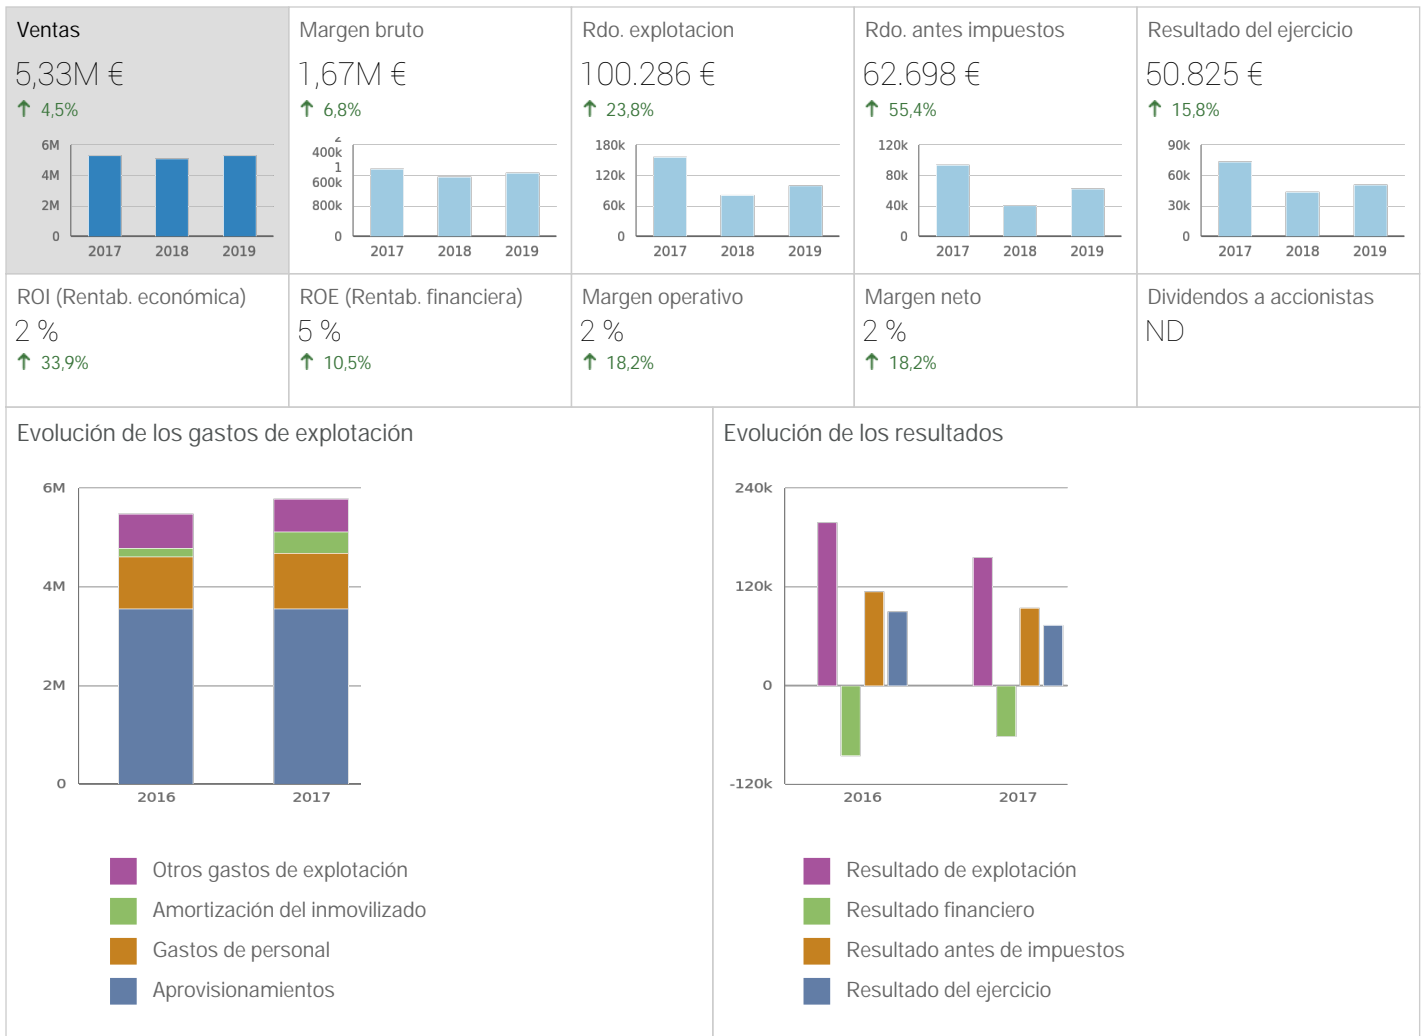 Ventas
5,33M €
↑ 4,5%
6M
4M
2M
0
2017 2018 2019
Margen bruto
1,67M €
↑ 6,8%
2
400k
1
600k
800k
0
2017 2018 2019
Rdo. explotacion
100.286 €
↑ 23,8%
180k
120k
60k
0
2017 2018 2019
Rdo. antes impuestos
62.698 €
↑ 55,4%
120k
80k
40k
0
2017 2018 2019
Resultado del ejercicio
50.825 €
↑ 15,8%
90k
60k
30k
0
2017 2018 2019
ROI (Rentab. económica)
2 %
↑ 33,9%
ROE (Rentab. financiera)
5 %
↑ 10,5%
Margen operativo
2 %
↑ 18,2%
Margen neto
2 %
↑ 18,2%
Dividendos a accionistas
ND
Evolución de los gastos de explotación
6M
4M
2M
0
2016 2017
Otros gastos de explotación
Amortización del inmovilizado
Gastos de personal
Aprovisionamientos
Evolución de los resultados
240k
120k
0
-120k
2016 2017
Resultado de explotación
Resultado financiero
Resultado antes de impuestos
Resultado del ejercicio